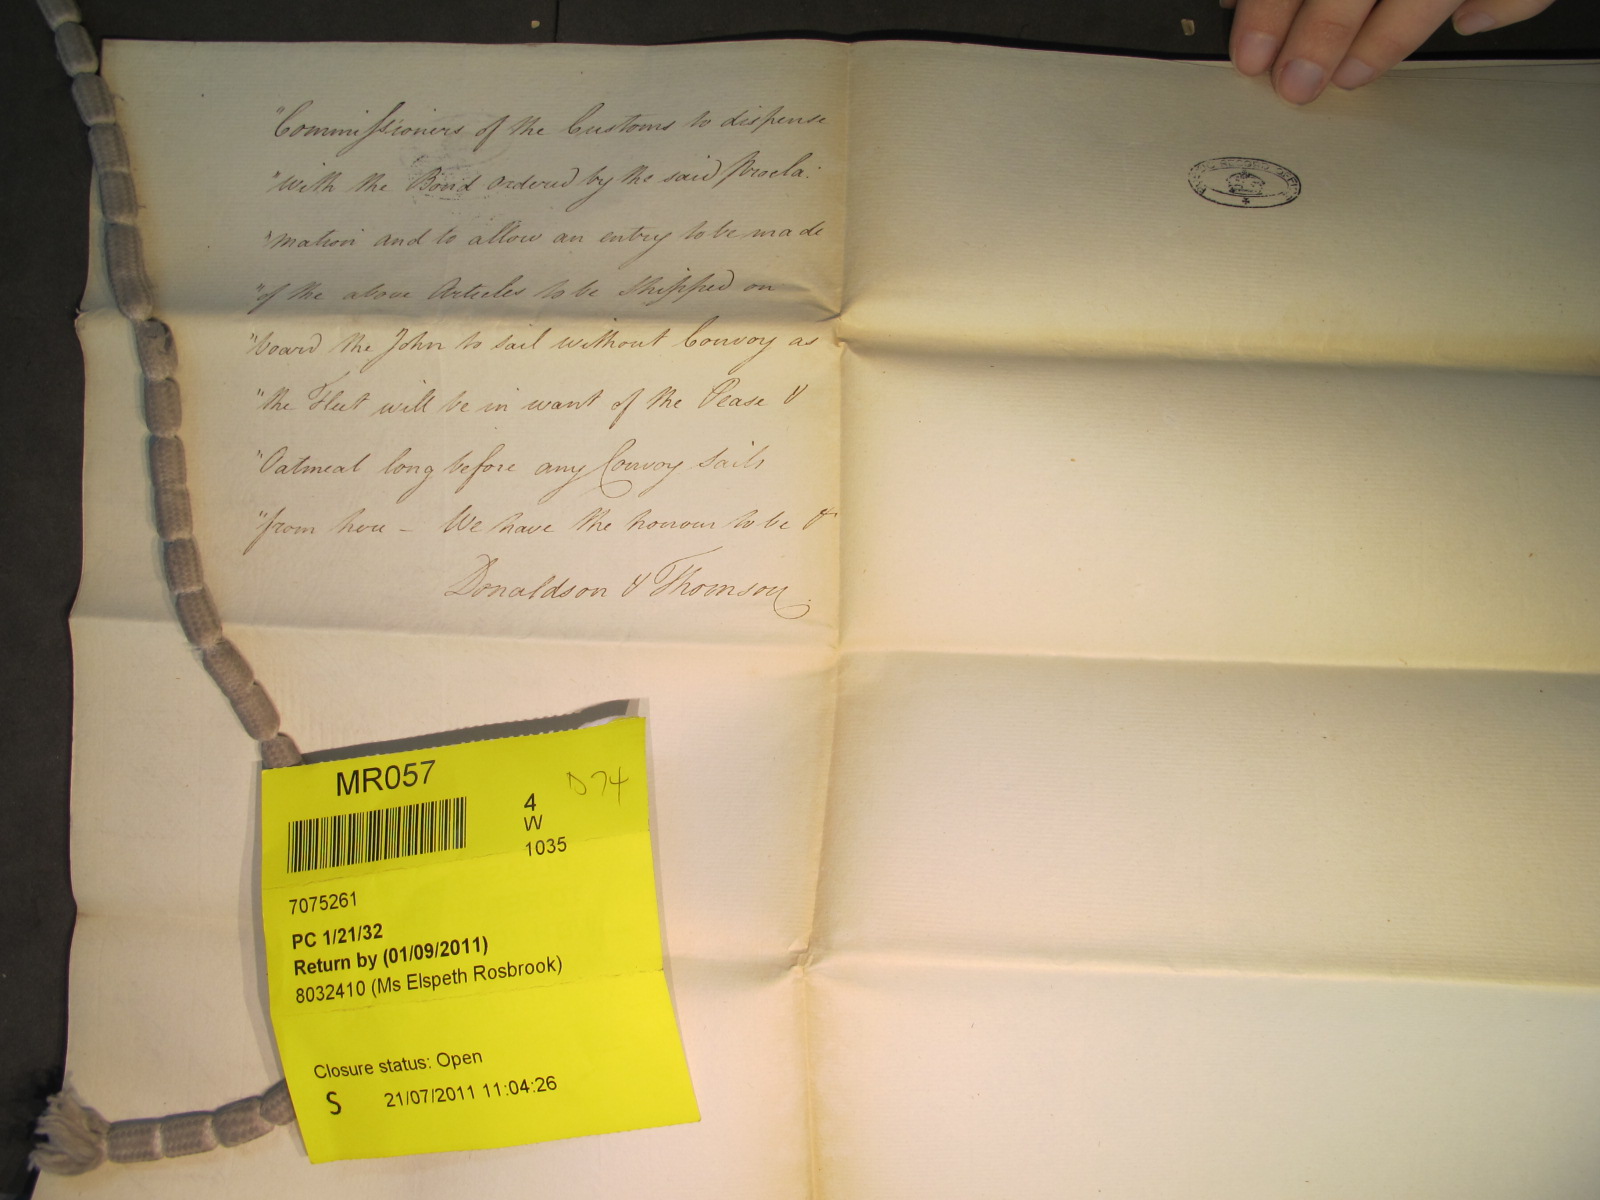 "Commissioners of the Customs to dispense
"with the Bond ordered by the said Procla:
"mation and to allow an entry to be made
"of the above Articles to be shipped on
"board the John to sail without Convoy as
"the Fleet will be in want of the Pease &
"Oatmeal long before any Convoy sails
"from here – We have the honour to be &
Donaldson & Thomson
MR057
D74
4
W
1035
7075261
PC 1/21/32
Return by (01/09/2011)
8032410 (Ms Elspeth Rosbrook)
Closure status: Open
S 21/07/2011 11:04:26